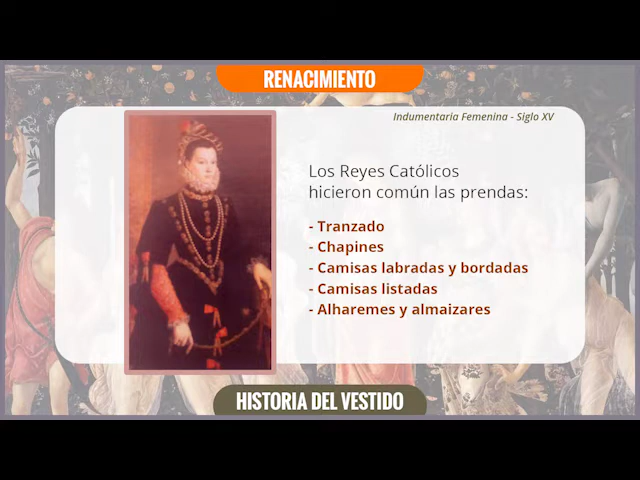 RENACIMIENTO
Indumentaria Femenina - Siglo XV
Los Reyes Católicos
hicieron común las prendas:
- Tranzado
- Chapines
- Camisas labradas y bordadas
- Camisas listadas
- Alharemes y almaizares
HISTORIA DEL VESTIDO